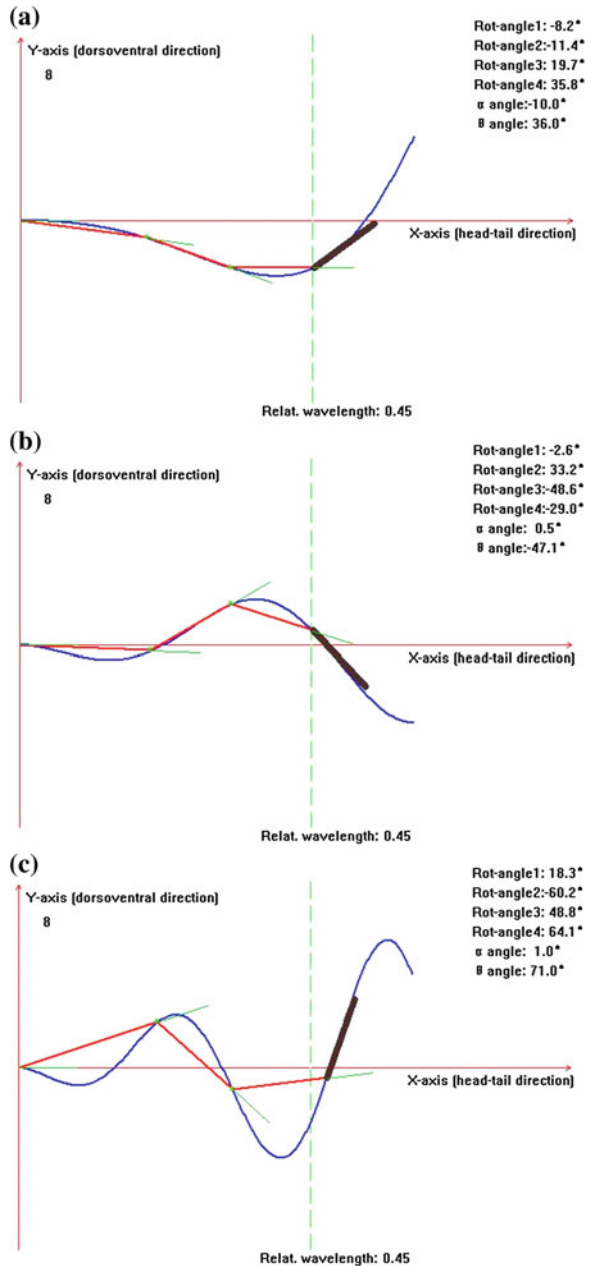 (a)
Y-axis (dorsoventral direction)
8
Rot-angle1: -8.2°
Rot-angle2:-11.4°
Rot-angle3: 19.7°
Rot-angle4: 35.8°
α angle:-10.0°
θ angle: 36.0°
X-axis (head-tail direction)
Relat. wavelength: 0.45
(b)
Y-axis (dorsoventral direction)
8
Rot-angle1: -2.6°
Rot-angle2: 33.2°
Rot-angle3:-48.6°
Rot-angle4:-29.0°
α angle: 0.5°
θ angle:-47.1°
X-axis (head-tail direction)
Relat. wavelength: 0.45
(c)
Y-axis (dorsoventral direction)
8
Rot-angle1: 18.3°
Rot-angle2:-60.2°
Rot-angle3: 48.8°
Rot-angle4: 64.1°
α angle: 1.0°
θ angle: 71.0°
X-axis (head-tail direction)
Relat. wavelength: 0.45